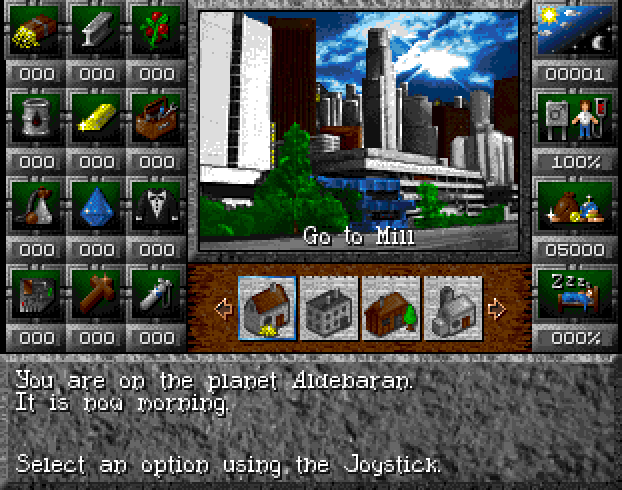 000 000 000
00001
000 000 000
100%
000 000 000
05000
Zzz
000 000 000
000%
Go to Mill
You are on the planet Aldebaran.
It is now morning.
Select an option using the Joystick.